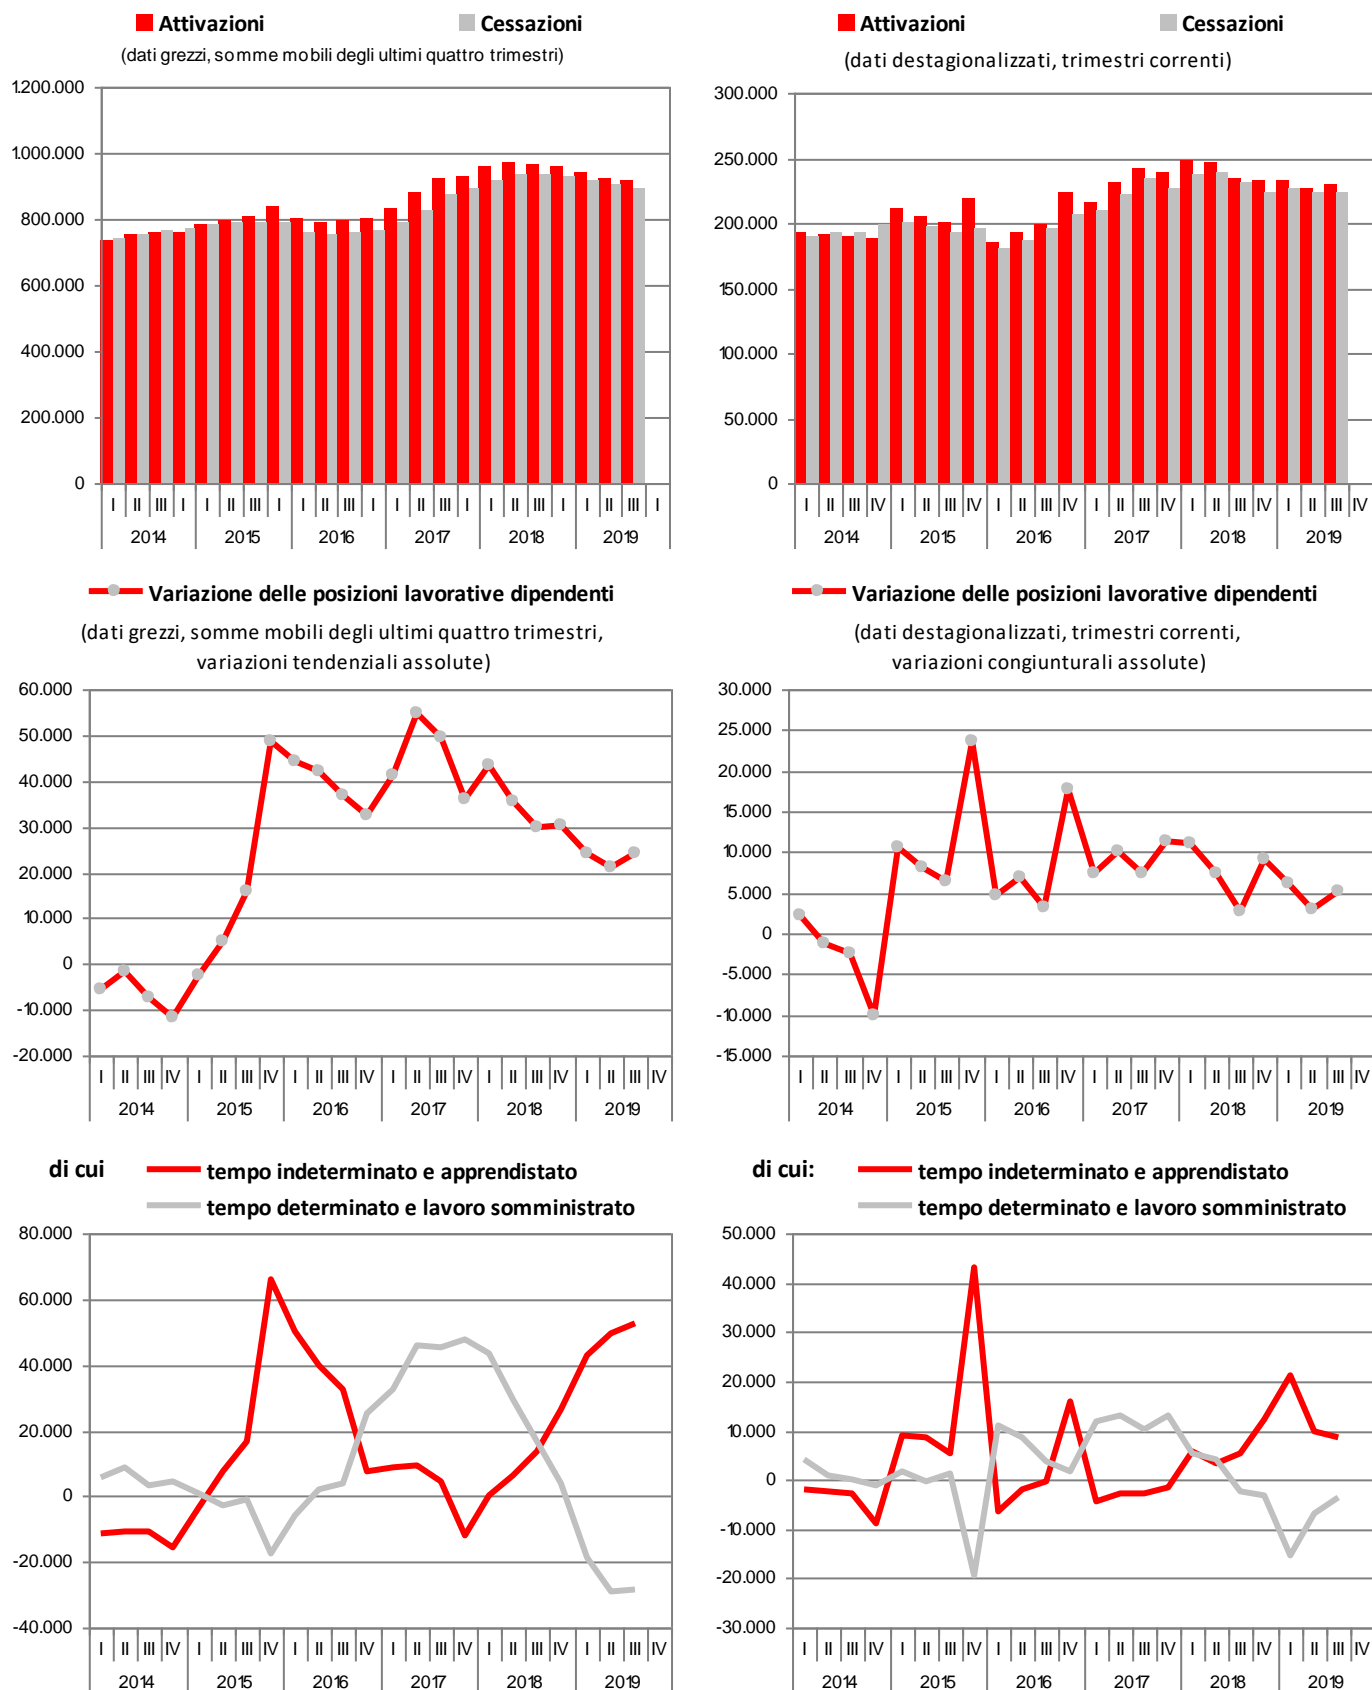 Attivazioni Cessazioni
(dati grezzi, somme mobili degli ultimi quattro trimestri)
1.200.000
1.000.000
800.000
600.000
400.000
200.000
0
I II III I I II III I I II III I I II III I I II III I I II III I
2014 2015 2016 2017 2018 2019
Attivazioni Cessazioni
(dati destagionalizzati, trimestri correnti)
300.000
250.000
200.000
150.000
100.000
50.000
0
I II III IV I II III IV I II III IV I II III IV I II III IV I II III IV
2014 2015 2016 2017 2018 2019
Variazione delle posizioni lavorative dipendenti
(dati grezzi, somme mobili degli ultimi quattro trimestri,
variazioni tendenziali assolute)
60.000
50.000
40.000
30.000
20.000
10.000
0
-10.000
-20.000
I II III IV I II III IV I II III IV I II III IV I II III IV I II III IV
2014 2015 2016 2017 2018 2019
Variazione delle posizioni lavorative dipendenti
(dati destagionalizzati, trimestri correnti,
variazioni congiunturali assolute)
30.000
25.000
20.000
15.000
10.000
5.000
0
-5.000
-10.000
-15.000
I II III IV I II III IV I II III IV I II III IV I II III IV I II III IV
2014 2015 2016 2017 2018 2019
di cui tempo indeterminato e apprendistato
tempo determinato e lavoro somministrato
80.000
60.000
40.000
20.000
0
-20.000
-40.000
I II III IV I II III IV I II III IV I II III IV I II III IV I II III IV
2014 2015 2016 2017 2018 2019
di cui: tempo indeterminato e apprendistato
tempo determinato e lavoro somministrato
50.000
40.000
30.000
20.000
10.000
0
-10.000
-20.000
-30.000
I II III IV I II III IV I II III IV I II III IV I II III IV I II III IV
2014 2015 2016 2017 2018 2019